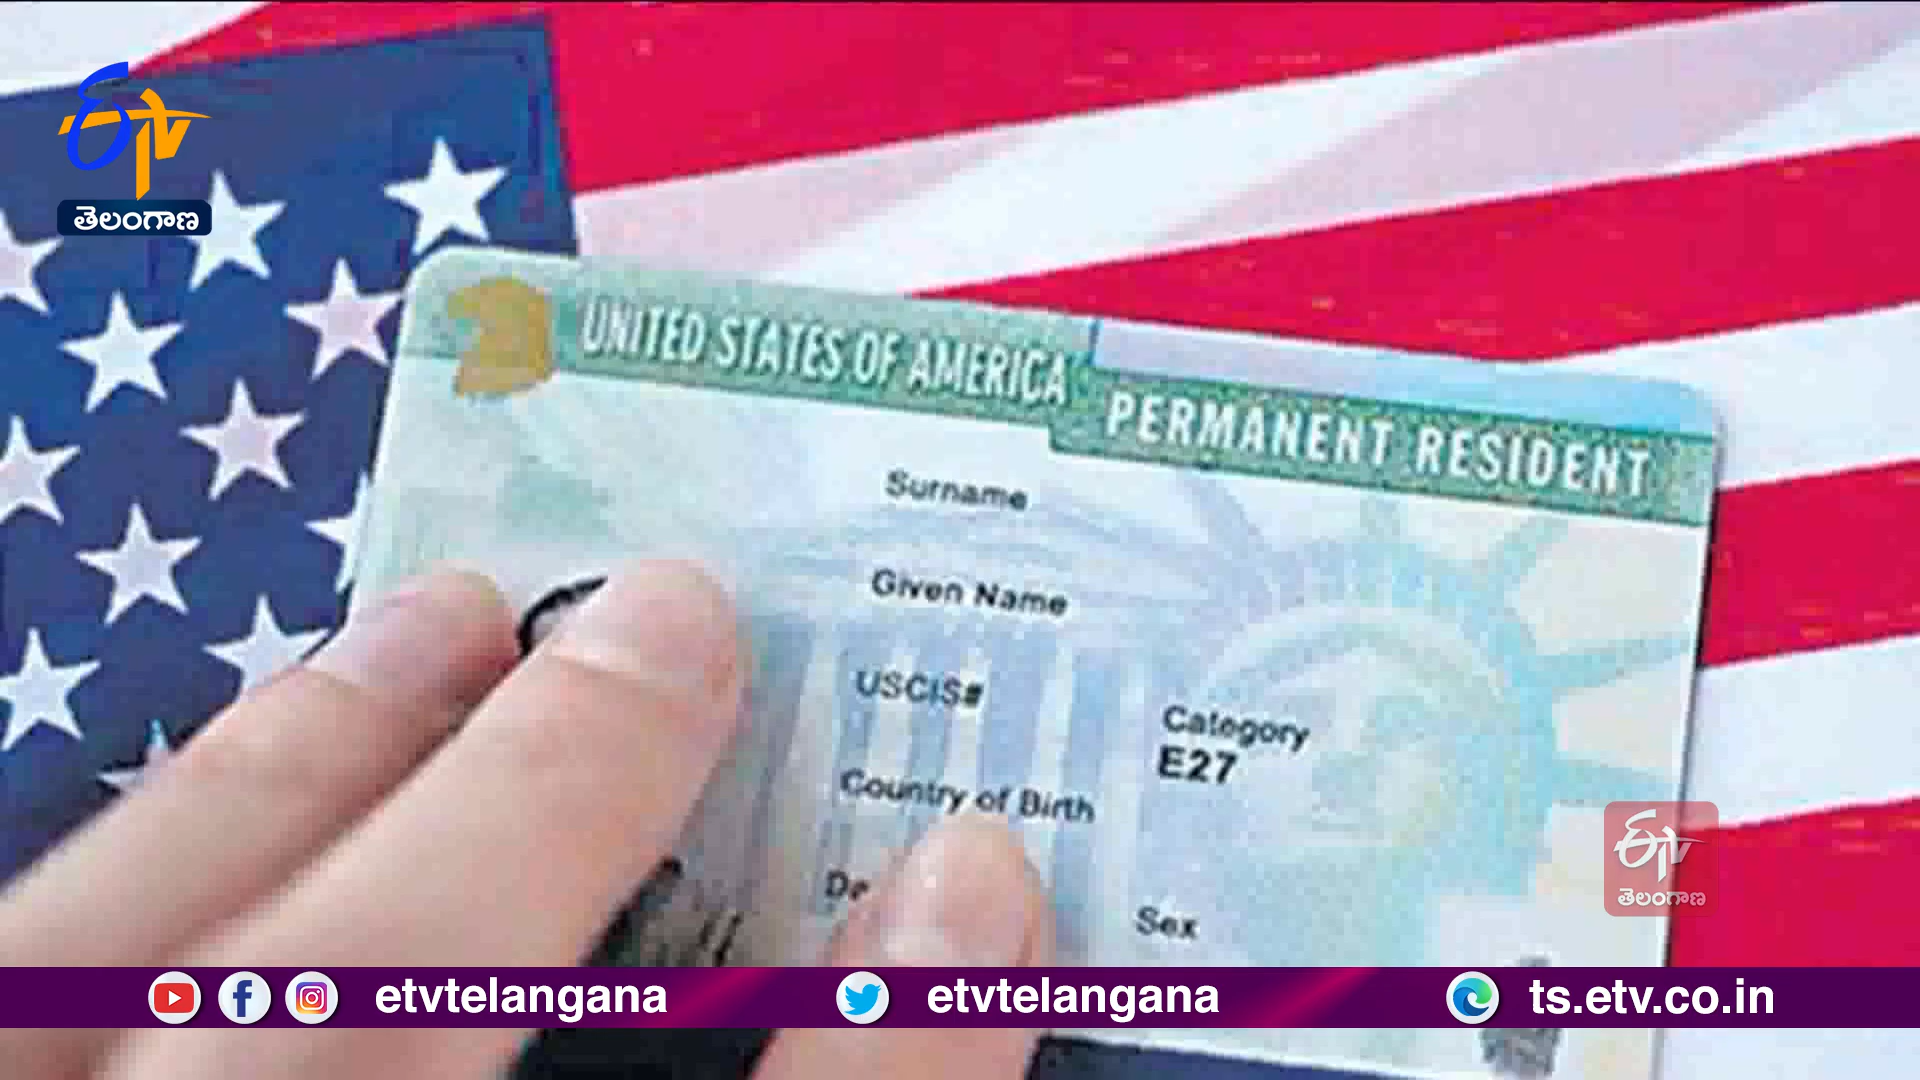 ETV
తెలంగాణ
UNITED STATES OF AMERICA
PERMANENT RESIDENT
Surname
Given Name
USCIS#
Category
E27
Country of Birth
Sex
ETV
తెలంగాణ
etvtelangana
etvtelangana
ts.etv.co.in